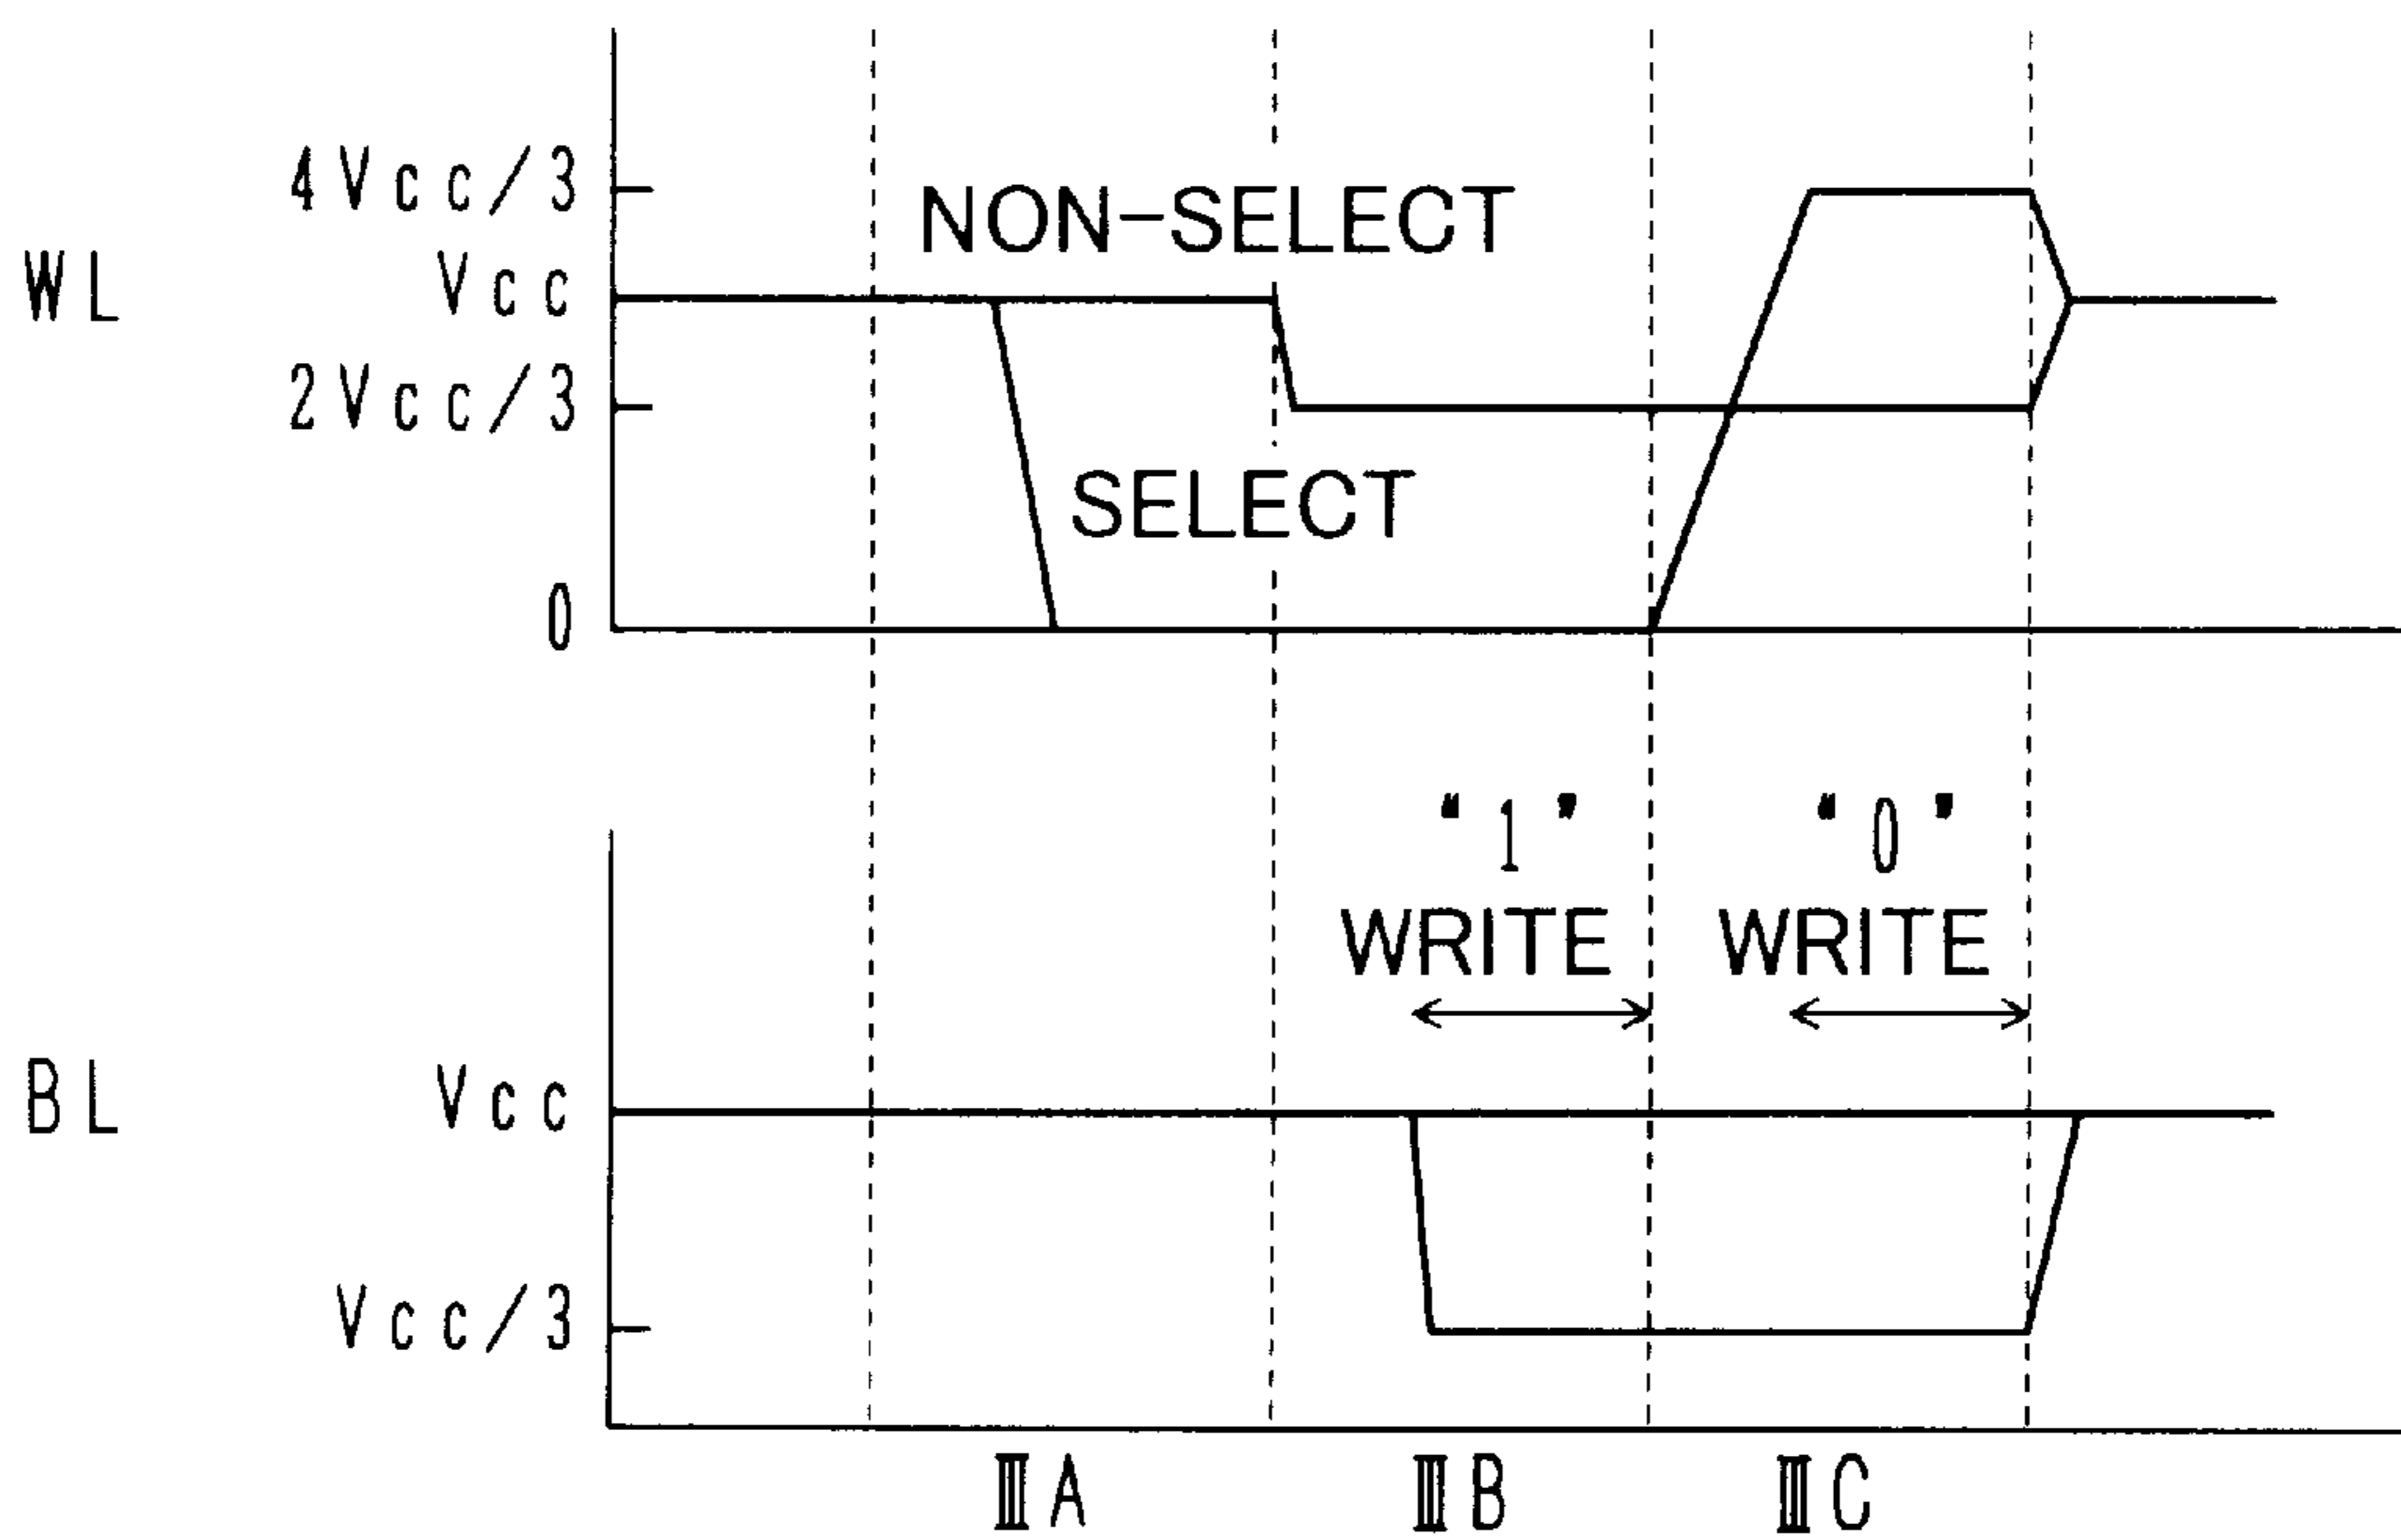 4Vcc/3
NON-SELECT
WL
Vcc
2Vcc/3
SELECT
0
“1”
“0”
WRITE
WRITE
BL
Vcc
Vcc/3
ⅢA
ⅢB
ⅢC